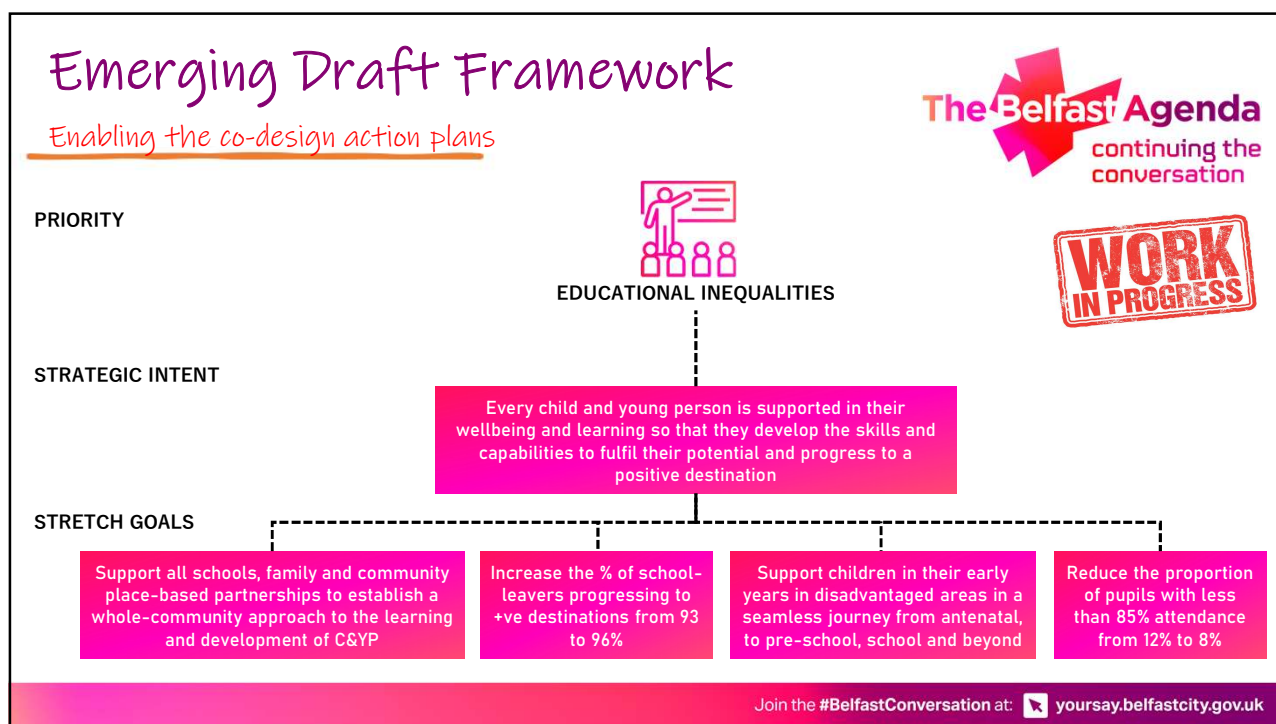 Emerging Draft Framework
Enabling the co-design action plans
The Belfast Agenda
continuing the
conversation
PRIORITY
WORK
IN PROGRESS
EDUCATIONAL INEQUALITIES
STRATEGIC INTENT
Every child and young person is supported in their
wellbeing and learning so that they develop the skills and
capabilities to fulfil their potential and progress to a
positive destination
STRETCH GOALS
Support all schools, family and community
place-based partnerships to establish a
whole-community approach to the learning
and development of C&YP
Increase the % of school-
leavers progressing to
+ve destinations from 93
to 96%
Support children in their early
years in disadvantaged areas in a
seamless journey from antenatal,
to pre-school, school and beyond
Reduce the proportion
of pupils with less
than 85% attendance
from 12% to 8%
Join the #BelfastConversation at: yoursay.belfastcity.gov.uk